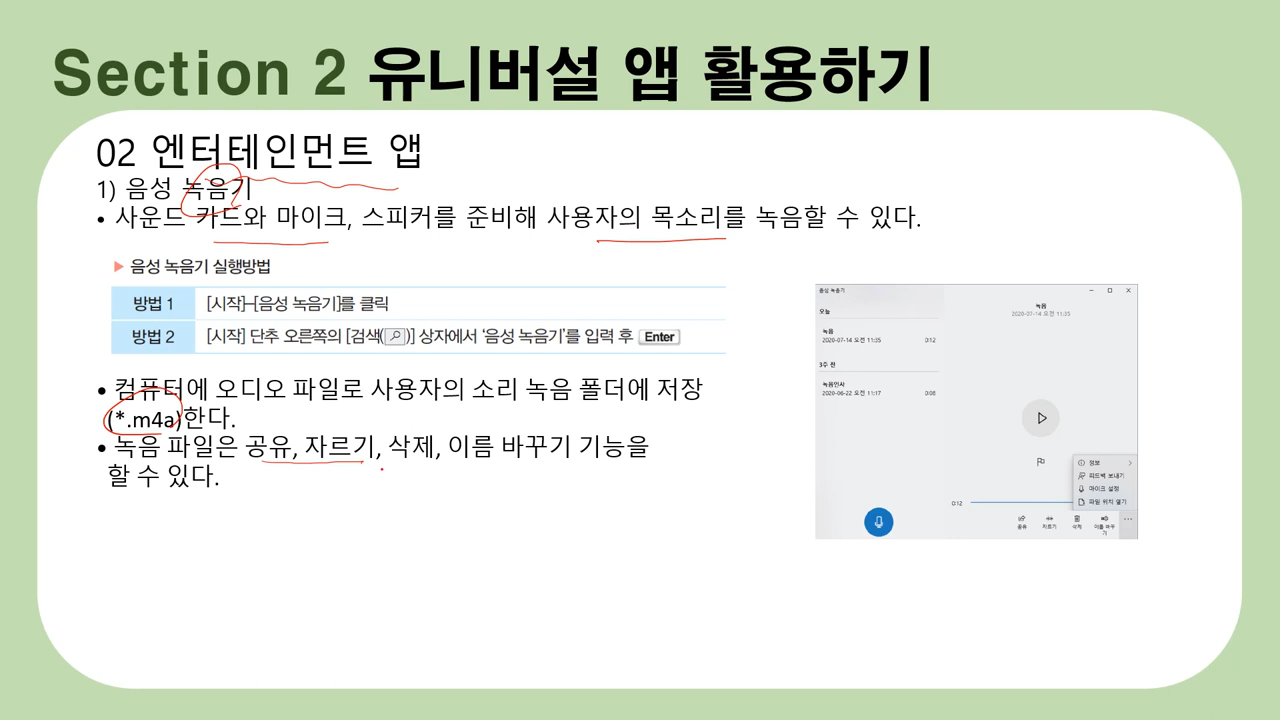 Section 2 유니버설 앱 활용하기
02 엔터테인먼트 앱
1) 음성 녹음기
• 사운드 카드와 마이크, 스피커를 준비해 사용자의 목소리를 녹음할 수 있다.
▶ 음성 녹음기 실행방법
방법 1 [시작]-[음성 녹음기]를 클릭
방법 2 [시작] 단추 오른쪽의 [검색( )] 상자에서 '음성 녹음기'를 입력 후 Enter
• 컴퓨터에 오디오 파일로 사용자의 소리 녹음 폴더에 저장
(*.m4a)한다.
• 녹음 파일은 공유, 자르기, 삭제, 이름 바꾸기 기능을
할 수 있다.
음성 녹음기
오늘
녹음
2020-07-14 오전 11:35 0:12
3주 전
녹음인사
2020-06-22 오전 11:17 0:08
녹음
2020-07-14 오전 11:35
정보
피드백 보내기
마이크 설정
파일 위치 열기
0:12
공유 자르기 삭제 이름 바꾸
기